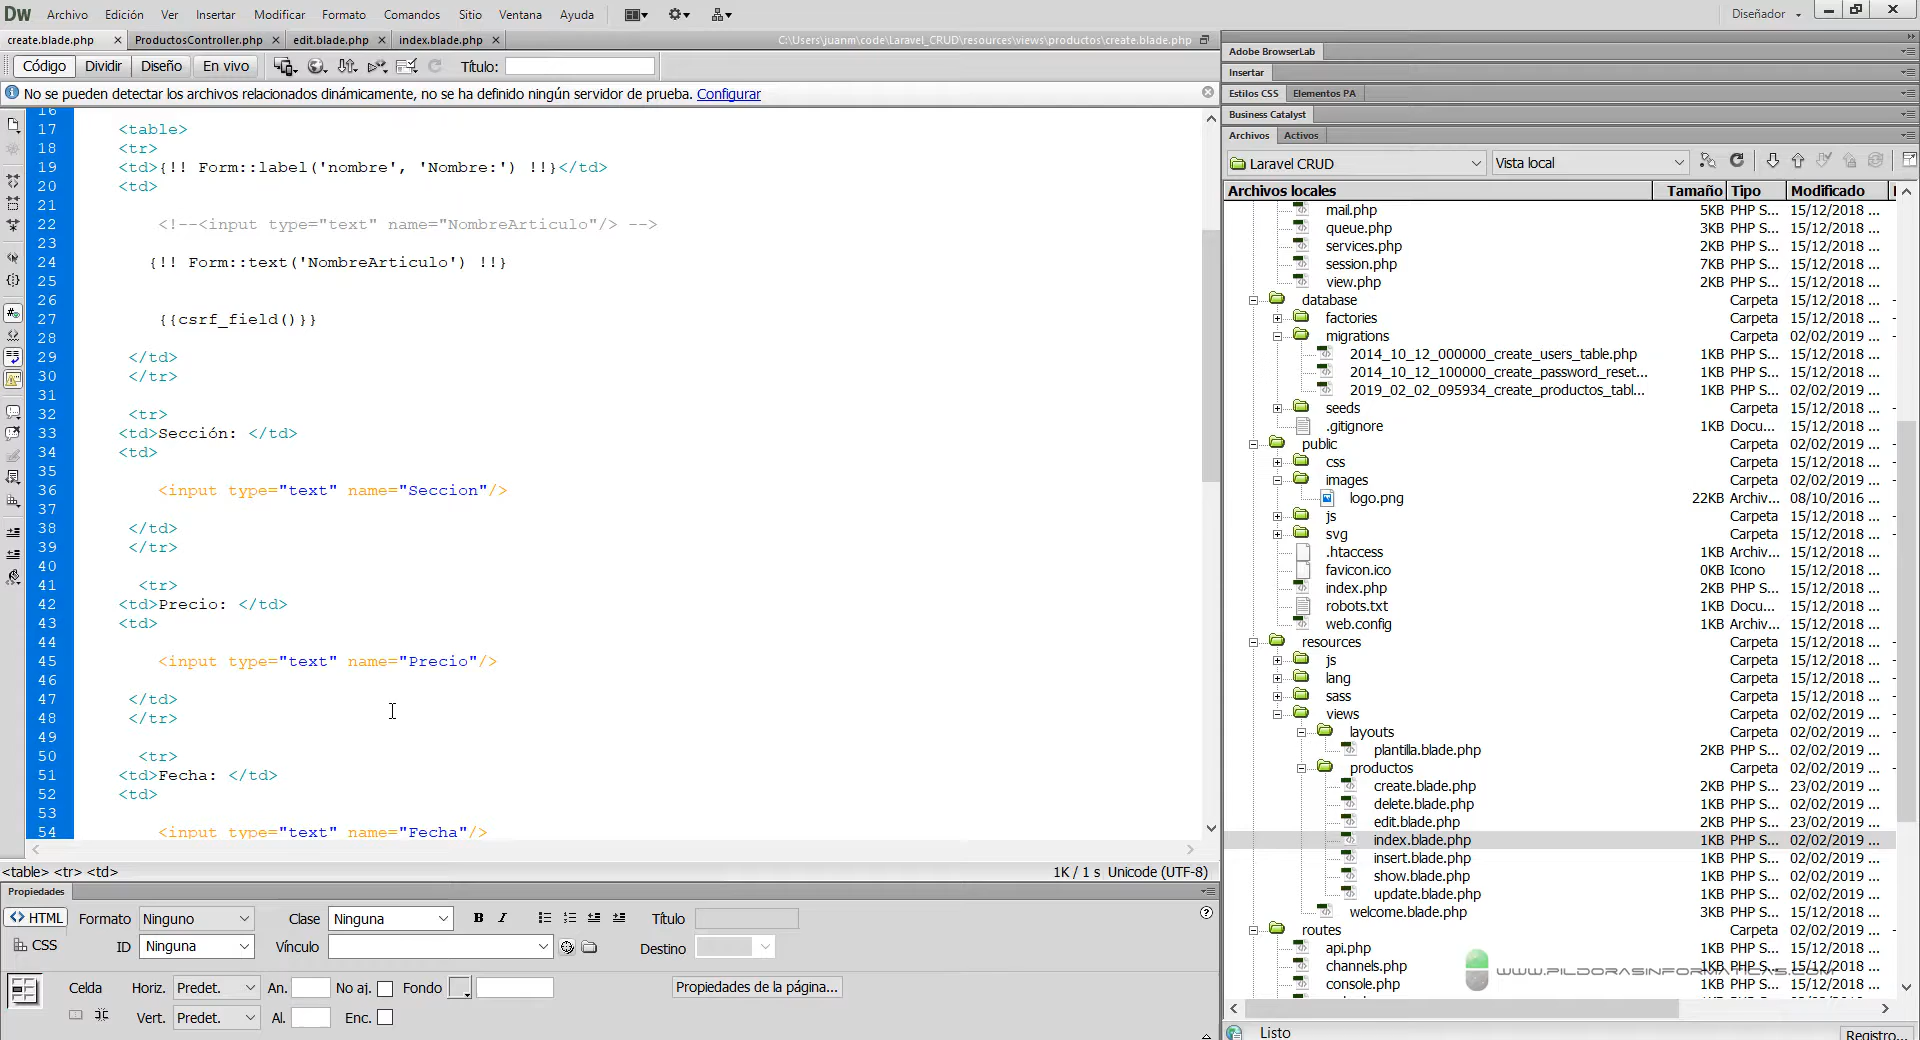 Dw Archivo Edición Ver Insertar Modificar Formato Comandos Sitio Ventana Ayuda Diseñador
create.blade.php ProductosController.php edit.blade.php index.blade.php C:\Users\juanm\code\Laravel_CRUD\resources\views\productos\create.blade.php
Código Dividir Diseño En vivo Título:
No se pueden detectar los archivos relacionados dinámicamente, no se ha definido ningún servidor de prueba. Configurar
16
17 <table>
18 <tr>
19 <td>{!! Form::label('nombre', 'Nombre:') !!}</td>
20 <td>
21
22 <!--<input type="text" name="NombreArticulo"/> -->
23
24 {!! Form::text('NombreArticulo') !!}
25
26
27 {{csrf_field()}}
28
29 </td>
30 </tr>
31
32 <tr>
33 <td>Sección: </td>
34 <td>
35
36 <input type="text" name="Seccion"/>
37
38 </td>
39 </tr>
40
41 <tr>
42 <td>Precio: </td>
43 <td>
44
45 <input type="text" name="Precio"/>
46
47 </td>
48 </tr>
49
50 <tr>
51 <td>Fecha: </td>
52 <td>
53
54 <input type="text" name="Fecha"/>
<table> <tr> <td> 1K / 1 s Unicode (UTF-8)
Propiedades
<> HTML Formato Ninguno Clase Ninguna B I Título
CSS ID Ninguna Vínculo Destino
Celda Horiz. Predet. An. No aj. Fondo Propiedades de la página...
Vert. Predet. Al. Enc.
Adobe BrowserLab
Insertar
Estilos CSS Elementos PA
Business Catalyst
Archivos Activos
Laravel CRUD Vista local
Archivos locales Tamaño Tipo Modificado
mail.php 5KB PHP S... 15/12/2018 ...
queue.php 3KB PHP S... 15/12/2018 ...
services.php 2KB PHP S... 15/12/2018 ...
session.php 7KB PHP S... 15/12/2018 ...
view.php 2KB PHP S... 15/12/2018 ...
database Carpeta 15/12/2018 ...
factories Carpeta 15/12/2018 ...
migrations Carpeta 02/02/2019 ...
2014_10_12_000000_create_users_table.php 1KB PHP S... 15/12/2018 ...
2014_10_12_100000_create_password_reset... 1KB PHP S... 15/12/2018 ...
2019_02_02_095934_create_productos_tabl... 1KB PHP S... 02/02/2019 ...
seeds Carpeta 15/12/2018 ...
.gitignore 1KB Docu... 15/12/2018 ...
public Carpeta 02/02/2019 ...
css Carpeta 15/12/2018 ...
images Carpeta 02/02/2019 ...
logo.png 22KB Archiv... 08/10/2016 ...
js Carpeta 15/12/2018 ...
svg Carpeta 15/12/2018 ...
.htaccess 1KB Archiv... 15/12/2018 ...
favicon.ico 0KB Icono 15/12/2018 ...
index.php 2KB PHP S... 15/12/2018 ...
robots.txt 1KB Docu... 15/12/2018 ...
web.config 1KB Archiv... 15/12/2018 ...
resources Carpeta 15/12/2018 ...
js Carpeta 15/12/2018 ...
lang Carpeta 15/12/2018 ...
sass Carpeta 15/12/2018 ...
views Carpeta 02/02/2019 ...
layouts Carpeta 02/02/2019 ...
plantilla.blade.php 2KB PHP S... 02/02/2019 ...
productos Carpeta 02/02/2019 ...
create.blade.php 2KB PHP S... 23/02/2019 ...
delete.blade.php 1KB PHP S... 02/02/2019 ...
edit.blade.php 2KB PHP S... 23/02/2019 ...
index.blade.php 1KB PHP S... 02/02/2019 ...
insert.blade.php 1KB PHP S... 02/02/2019 ...
show.blade.php 1KB PHP S... 02/02/2019 ...
update.blade.php 1KB PHP S... 02/02/2019 ...
welcome.blade.php 3KB PHP S... 15/12/2018 ...
routes Carpeta 02/02/2019 ...
api.php 1KB PHP S... 15/12/2018 ...
channels.php 1KB PHP S... 15/12/2018 ...
WWW.PILDORASINFORMATICAS.COM
console.php 1KB PHP S... 15/12/2018 ...
Listo Registro...